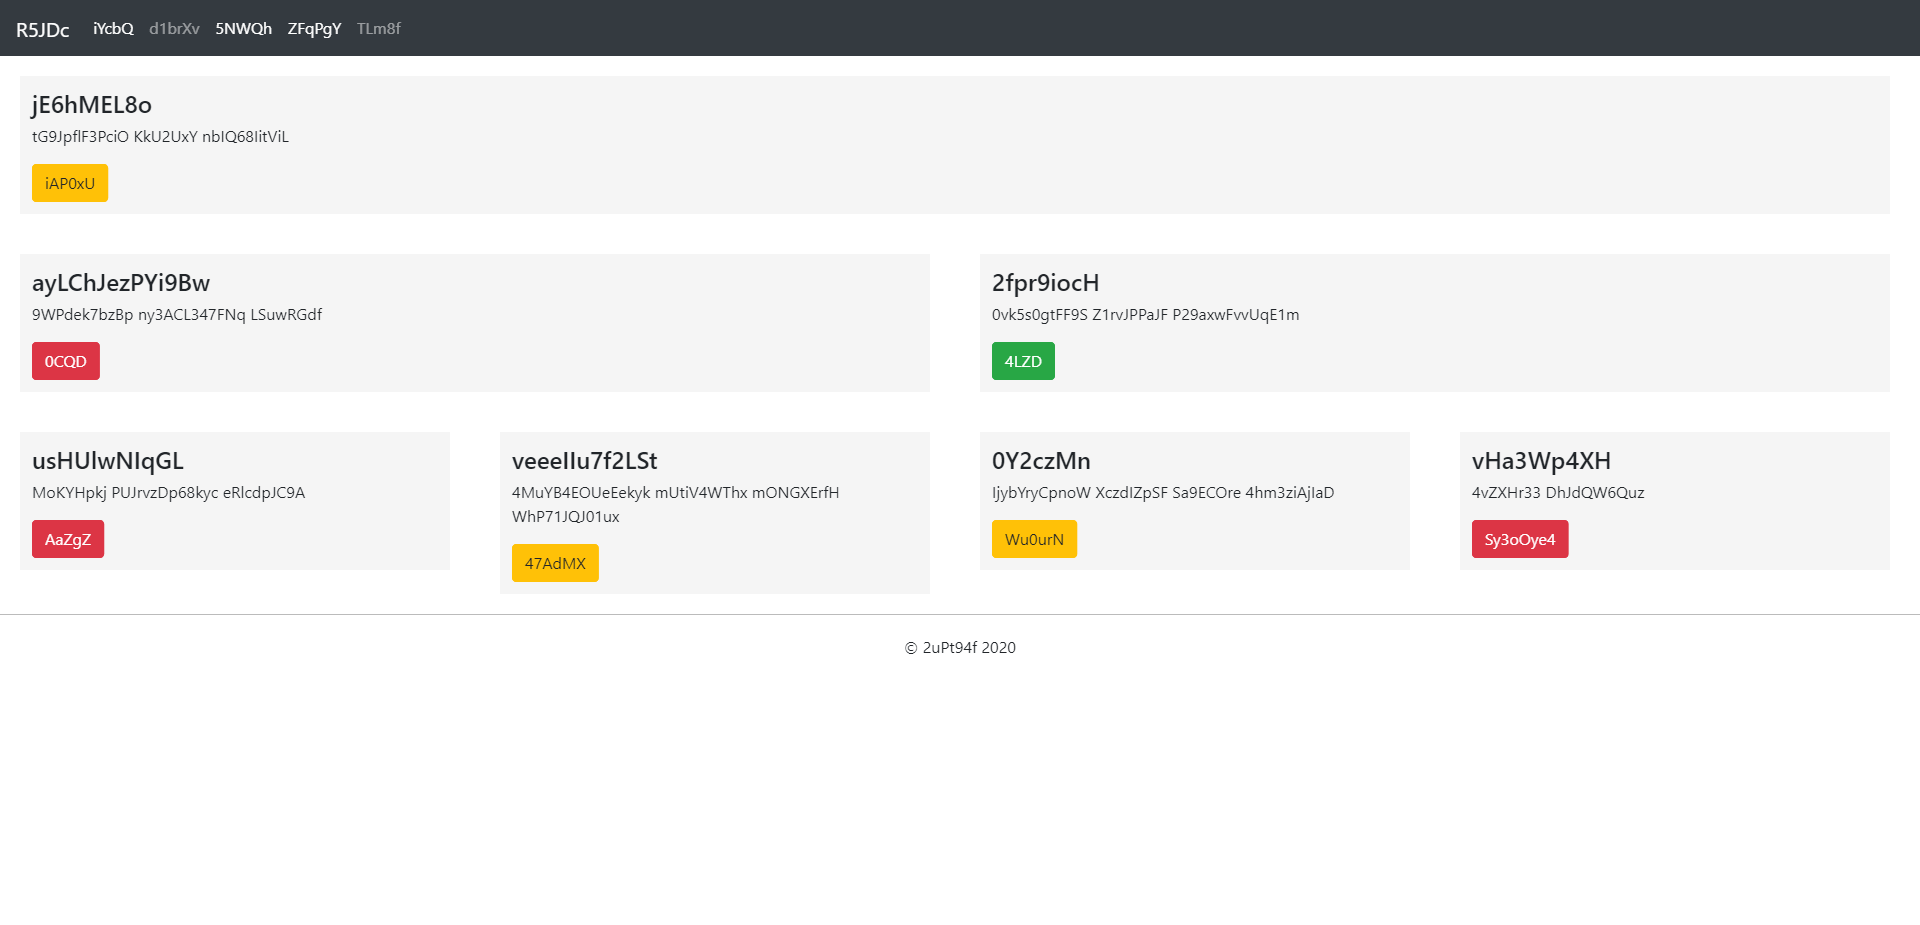 R5JDc iYcbQ d1brXv 5NWQh ZFqPgY TLm8f
jE6hMEL8o
tG9JpflF3PciO KkU2UxY nbIQ68IitViL
iAP0xU
ayLChJezPYi9Bw
9WPdek7bzBp ny3ACL347FNq LSuwRGdf
0CQD
2fpr9iocH
0vk5s0gtFF9S Z1rvJPPaJF P29axwFvvUqE1m
4LZD
usHUlwNIqGL
MoKYHpkj PUJrvzDp68kyc eRlcdpJC9A
AaZgZ
veeeIIu7f2LSt
4MuYB4EOUeEekyk mUtiV4WThx mONGXErfH
WhP71JQJ01ux
47AdMX
0Y2czMn
IjybYryCpnoW XczdIZpSF Sa9ECOre 4hm3ziAjIaD
Wu0urN
vHa3Wp4XH
4vZXHr33 DhJdQW6Quz
Sy3oOye4
© 2uPt94f 2020